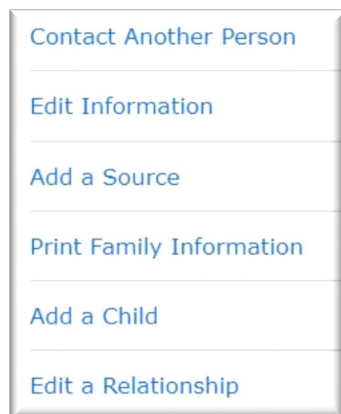 Contact Another Person
Edit Information
Add a Source
Print Family Information
Add a Child
Edit a Relationship